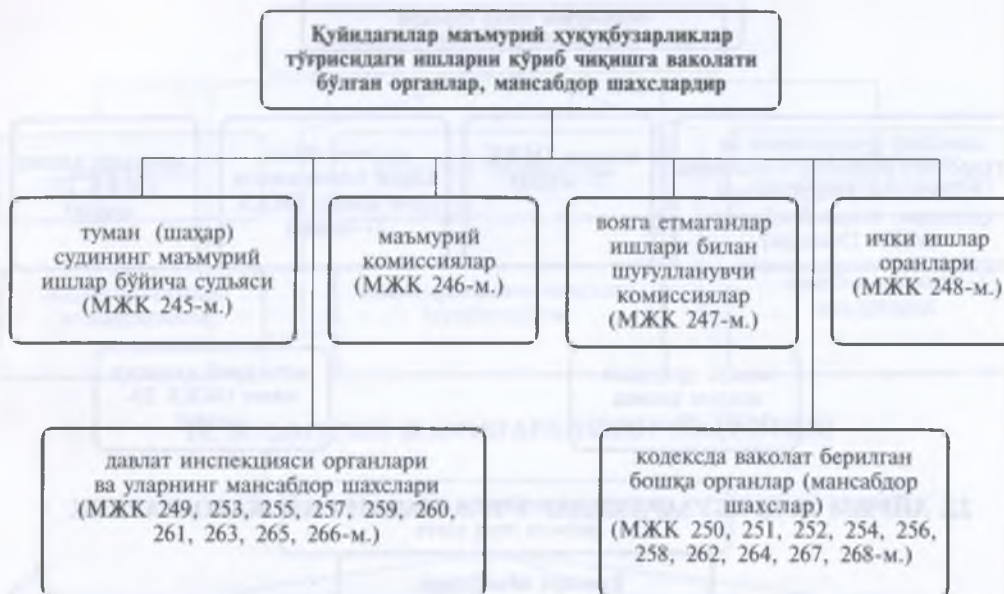 Қуйидагилар маъмурий ҳуқуқбузарликлар
тўғрисидаги ишларни кўриб чиқишга ваколати
бўлган органлар, мансабдор шахслардир
туман (шаҳар)
судининг маъмурий
ишлар бўйича судьяси
(МЖК 245-м.)
маъмурий
комиссиялар
(МЖК 246-м.)
вояга етмаганлар
ишлари билан
шуғулланувчи
комиссиялар
(МЖК 247-м.)
ички ишлар
оранлари
(МЖК 248-м.)
давлат инспекцияси органлари
ва уларнинг мансабдор шахслари
(МЖК 249, 253, 255, 257, 259, 260,
261, 263, 265, 266-м.)
кодексда ваколат берилган
бошқа органлар (мансабдор
шахслар)
(МЖК 250, 251, 252, 254, 256,
258, 262, 264, 267, 268-м.)